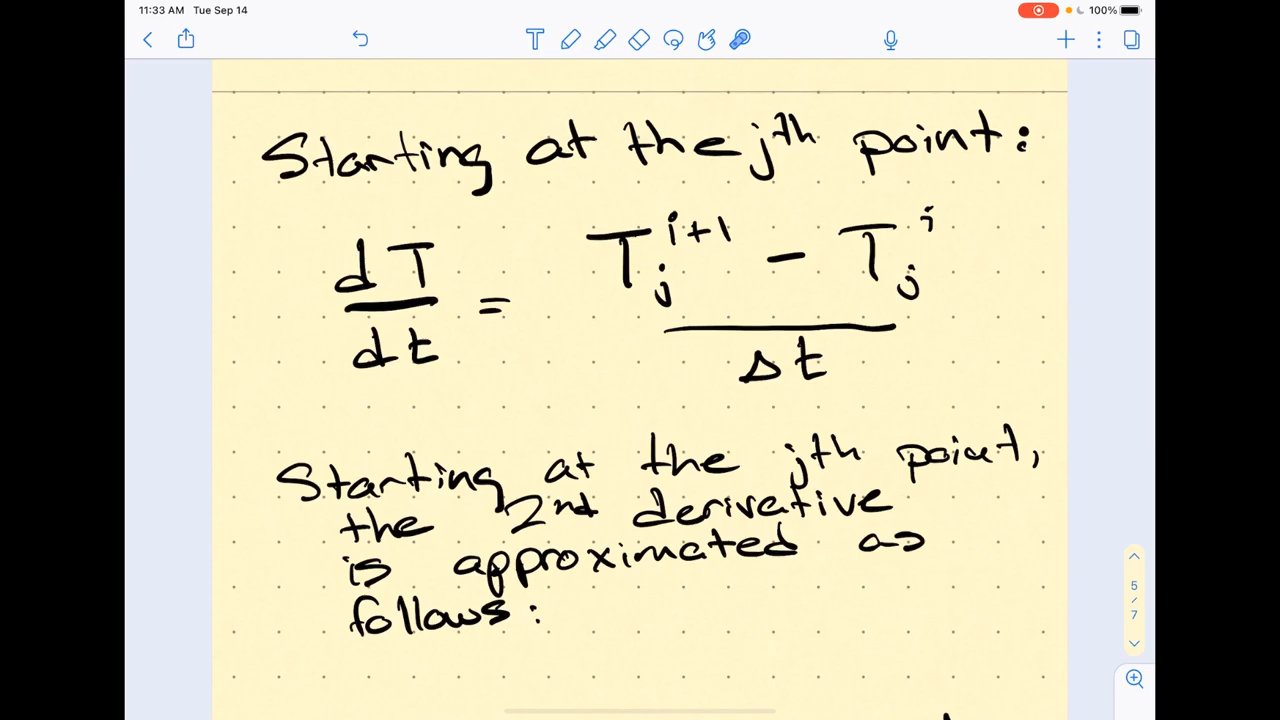 11:33 AM Tue Sep 14
100%
Starting at the jth point:
dT/dt = (T_j^{i+1} - T_j^i)/Δt
Starting at the jth point,
the 2nd derivative
is approximated as
follows:
5
/
7